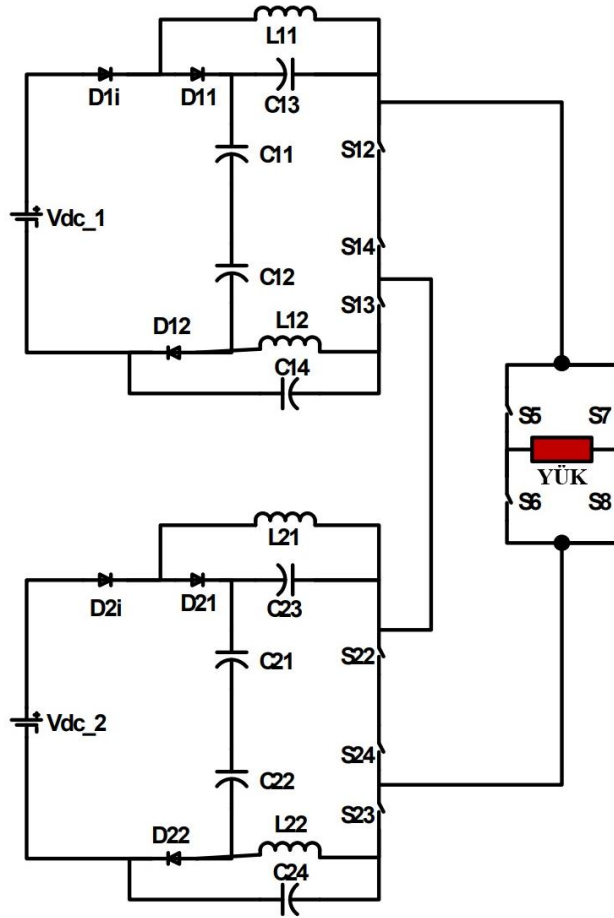 L11
D1i
D11
C13
C11
S12
Vdc_1
S14
C12
S13
D12
L12
C14
S5
S7
YÜK
S6
S8
L21
D2i
D21
C23
C21
S22
Vdc_2
S24
C22
S23
D22
L22
C24